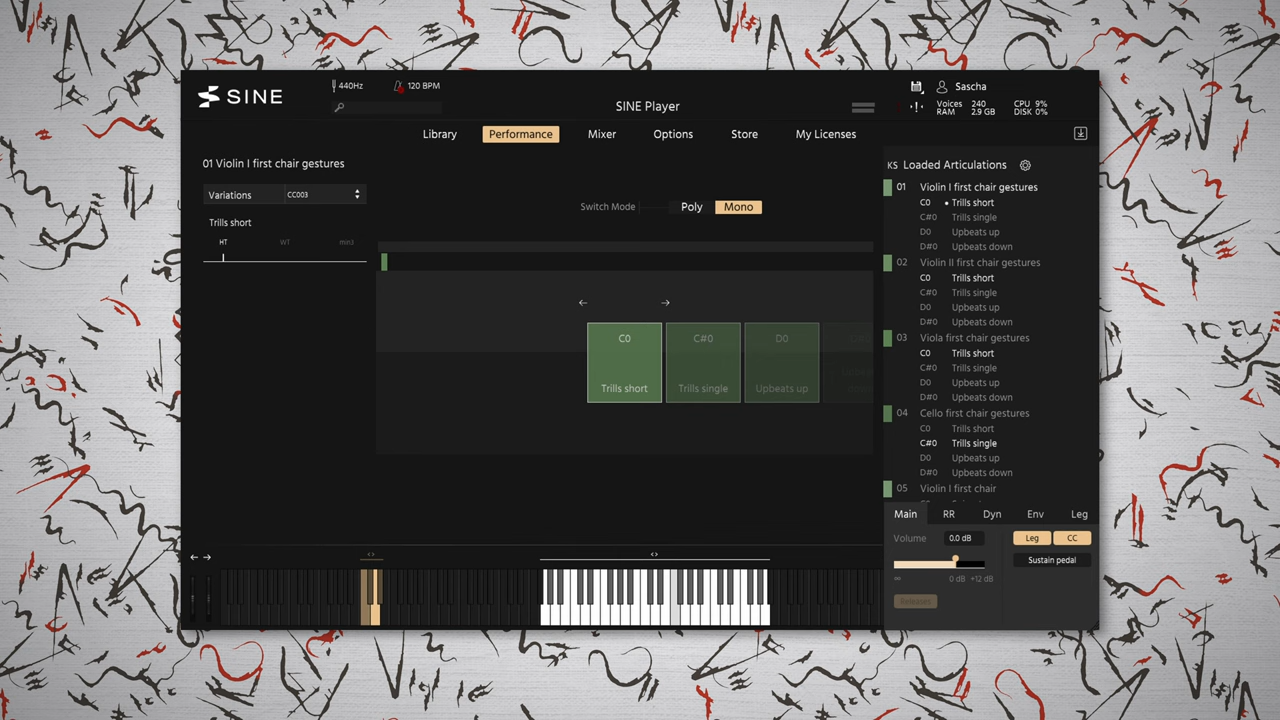 SINE
440Hz
120 BPM
SINE Player
Sascha
Voices 240
RAM 2.9 GB
CPU 9%
DISK 0%
Library Performance Mixer Options Store My Licenses
01 Violin I first chair gestures
Variations CC003
Trills short
HT WT min3
Switch Mode Poly Mono
C0 C#0 D0
Trills short Trills single Upbeats up
KS Loaded Articulations
01 Violin I first chair gestures
C0 • Trills short
C#0 Trills single
D0 Upbeats up
D#0 Upbeats down
02 Violin II first chair gestures
C0 Trills short
C#0 Trills single
D0 Upbeats up
D#0 Upbeats down
03 Viola first chair gestures
C0 Trills short
C#0 Trills single
D0 Upbeats up
D#0 Upbeats down
04 Cello first chair gestures
C0 Trills short
C#0 Trills single
D0 Upbeats up
D#0 Upbeats down
05 Violin I first chair
Main RR Dyn Env Leg
Volume 0.0 dB
Leg CC
Sustain pedal
∞ 0 dB +12 dB
Releases